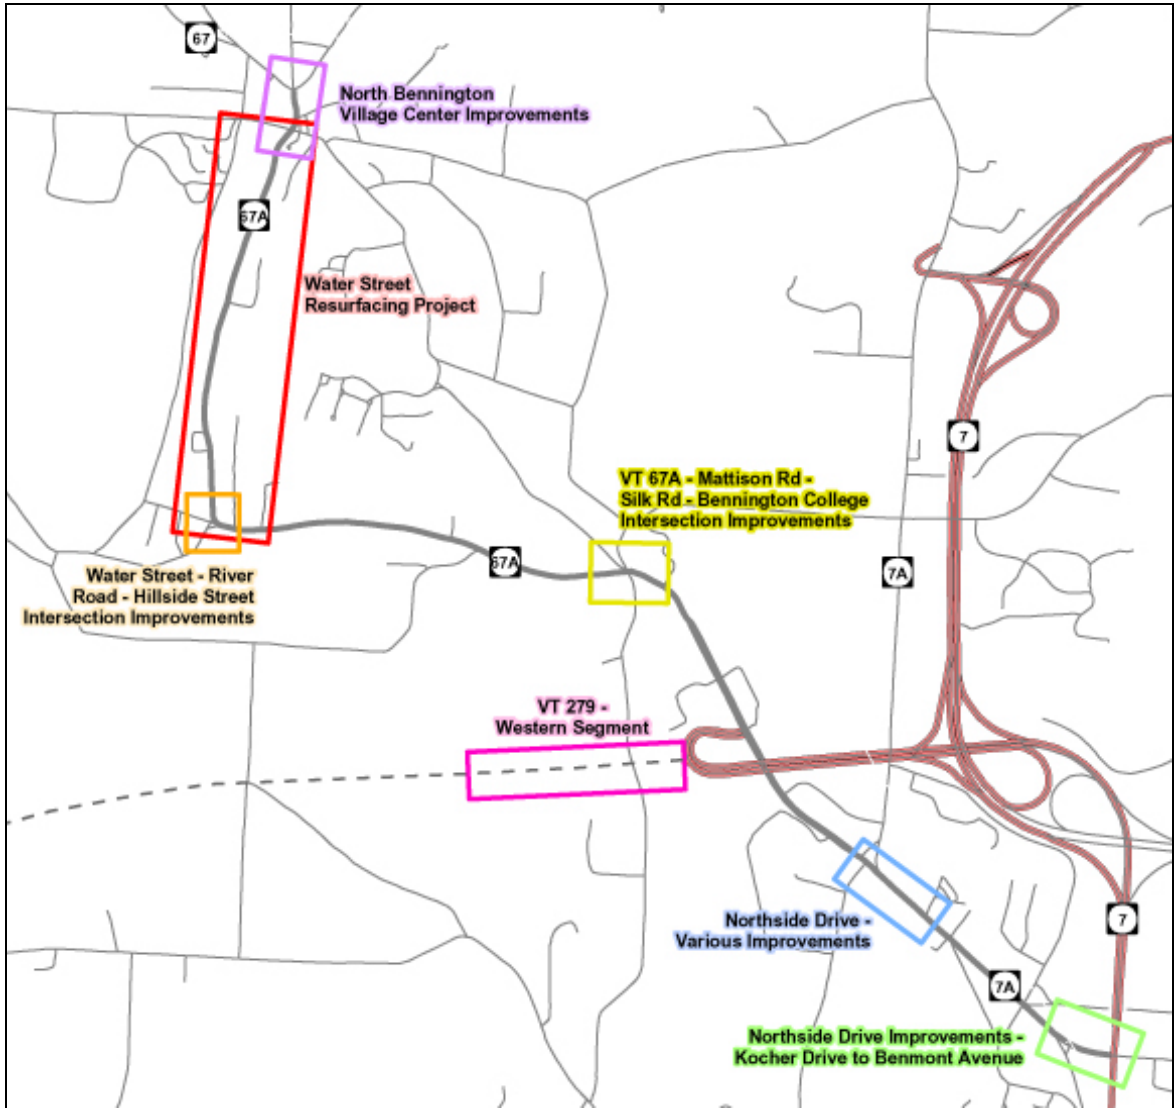 67
North Bennington
Village Center Improvements
67A
Water Street
Resurfacing Project
7
VT 67A - Mattison Rd -
Silk Rd - Bennington College
Intersection Improvements
67A
7A
Water Street - River
Road - Hillside Street
Intersection Improvements
VT 279 -
Western Segment
Northside Drive -
Various Improvements
7
7A
Northside Drive Improvements -
Kocher Drive to Benmont Avenue